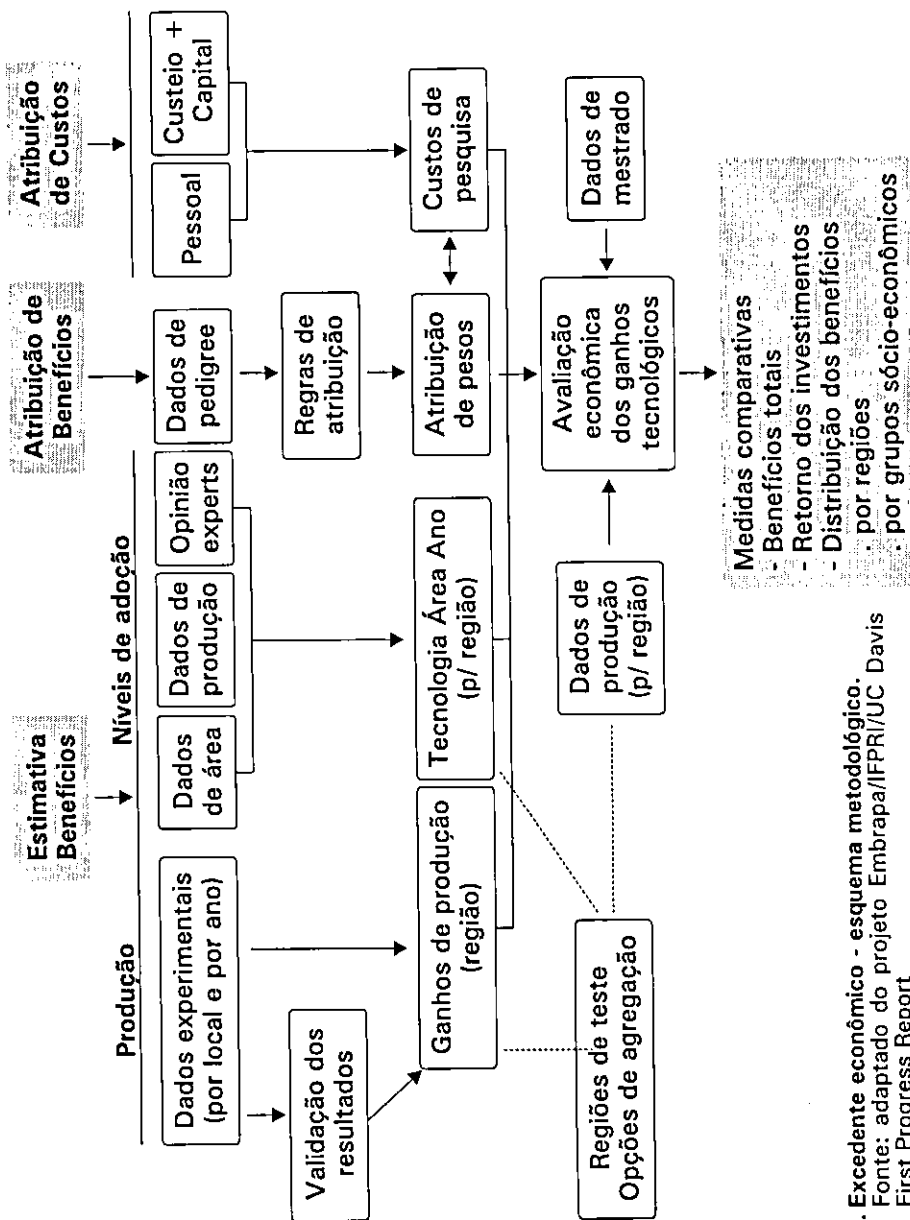 Estimativa
Benefícios
Atribuição de
Benefícios
Atribuição
de Custos
Produção
Níveis de adoção
Dados experimentais
(por local e por ano)
Dados
de área
Dados de
produção
Opinião
experts
Dados de
pedigree
Pessoal
Custeio +
Capital
Validação dos
resultados
Regras de
atribuição
Ganhos de produção
(região)
Tecnologia Área Ano
(p/ região)
Atribuição
de pesos
Custos de
pesquisa
Regiões de teste
Opções de agregação
Dados de
produção
(p/ região)
Avaliação
econômica
dos ganhos
tecnológicos
Dados de
mestrado
Medidas comparativas
- Benefícios totais
- Retorno dos investimentos
- Distribuição dos benefícios
. por regiões
. por grupos sócio-econômicos
. Excedente econômico - esquema metodológico.
Fonte: adaptado do projeto Embrapa/IFPRI/UC Davis
First Progress Report